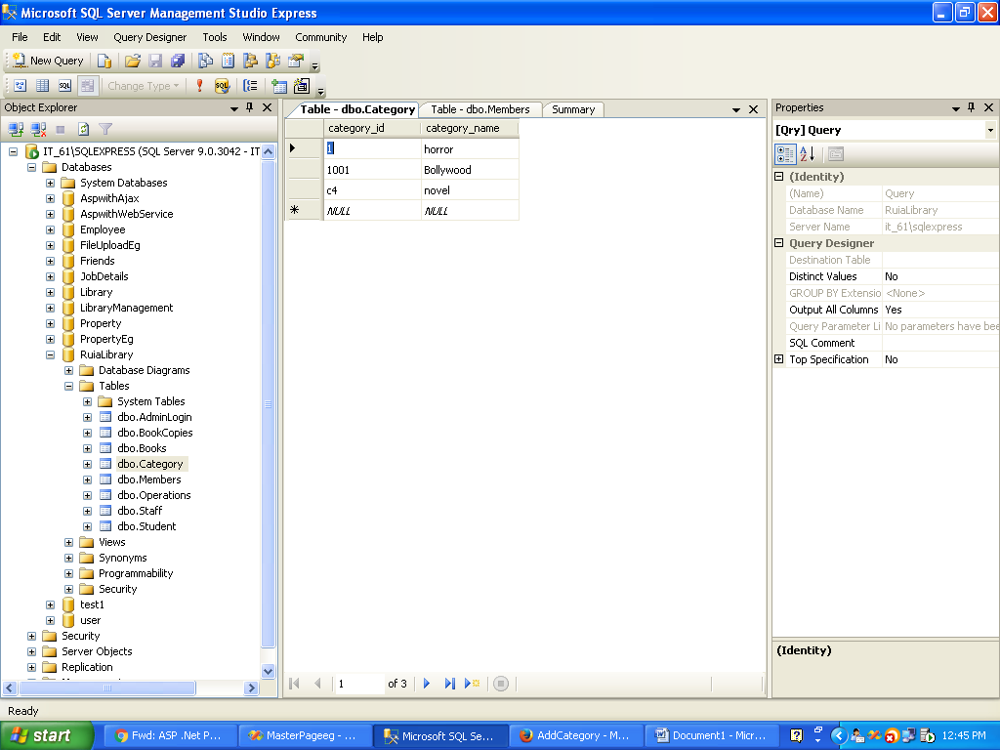 Microsoft SQL Server Management Studio Express
File Edit View Query Designer Tools Window Community Help
New Query
Change Type
Object Explorer
IT_61\SQLEXPRESS (SQL Server 9.0.3042 - IT
Databases
System Databases
AspwithAjax
AspwithWebService
Employee
FileUploadEg
Friends
JobDetails
Library
LibraryManagement
Property
PropertyEg
RuiaLibrary
Database Diagrams
Tables
System Tables
dbo.AdminLogin
dbo.BookCopies
dbo.Books
dbo.Category
dbo.Members
dbo.Operations
dbo.Staff
dbo.Student
Views
Synonyms
Programmability
Security
test1
user
Security
Server Objects
Replication
Table - dbo.Category Table - dbo.Members Summary
category_id category_name
1 horror
1001 Bollywood
c4 novel
NULL NULL
1 of 3
Properties
[Qry] Query
(Identity)
(Name) Query
Database Name RuiaLibrary
Server Name it_61\sqlexpress
Query Designer
Destination Table
Distinct Values No
GROUP BY Extensio <None>
Output All Columns Yes
Query Parameter Li No parameters have bee
SQL Comment
Top Specification No
(Identity)
Ready
start Fwd: ASP .Net P... MasterPageeg - ... Microsoft SQL Se... AddCategory - M... Document1 - Micr... 12:45 PM